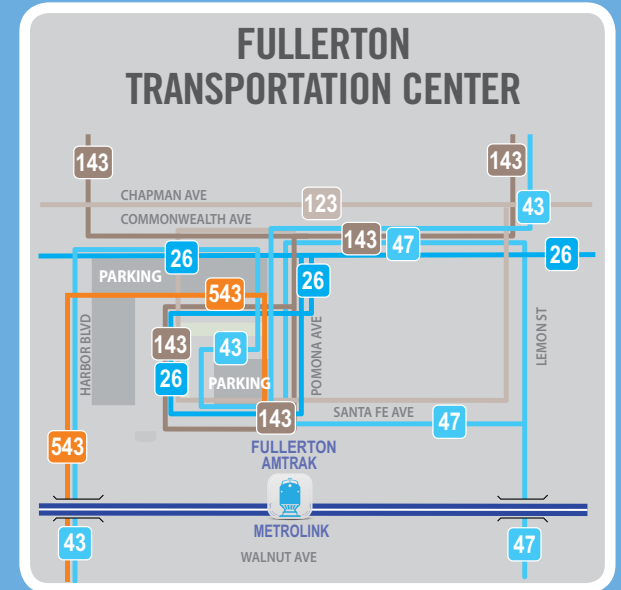 FULLERTON
TRANSPORTATION CENTER
143
143
CHAPMAN AVE
123
43
COMMONWEALTH AVE
143
47
26
26
PARKING
26
543
HARBOR BLVD
143
43
POMONA AVE
LEMON ST
26
PARKING
143
SANTA FE AVE
47
543
FULLERTON
AMTRAK
43
METROLINK
47
WALNUT AVE